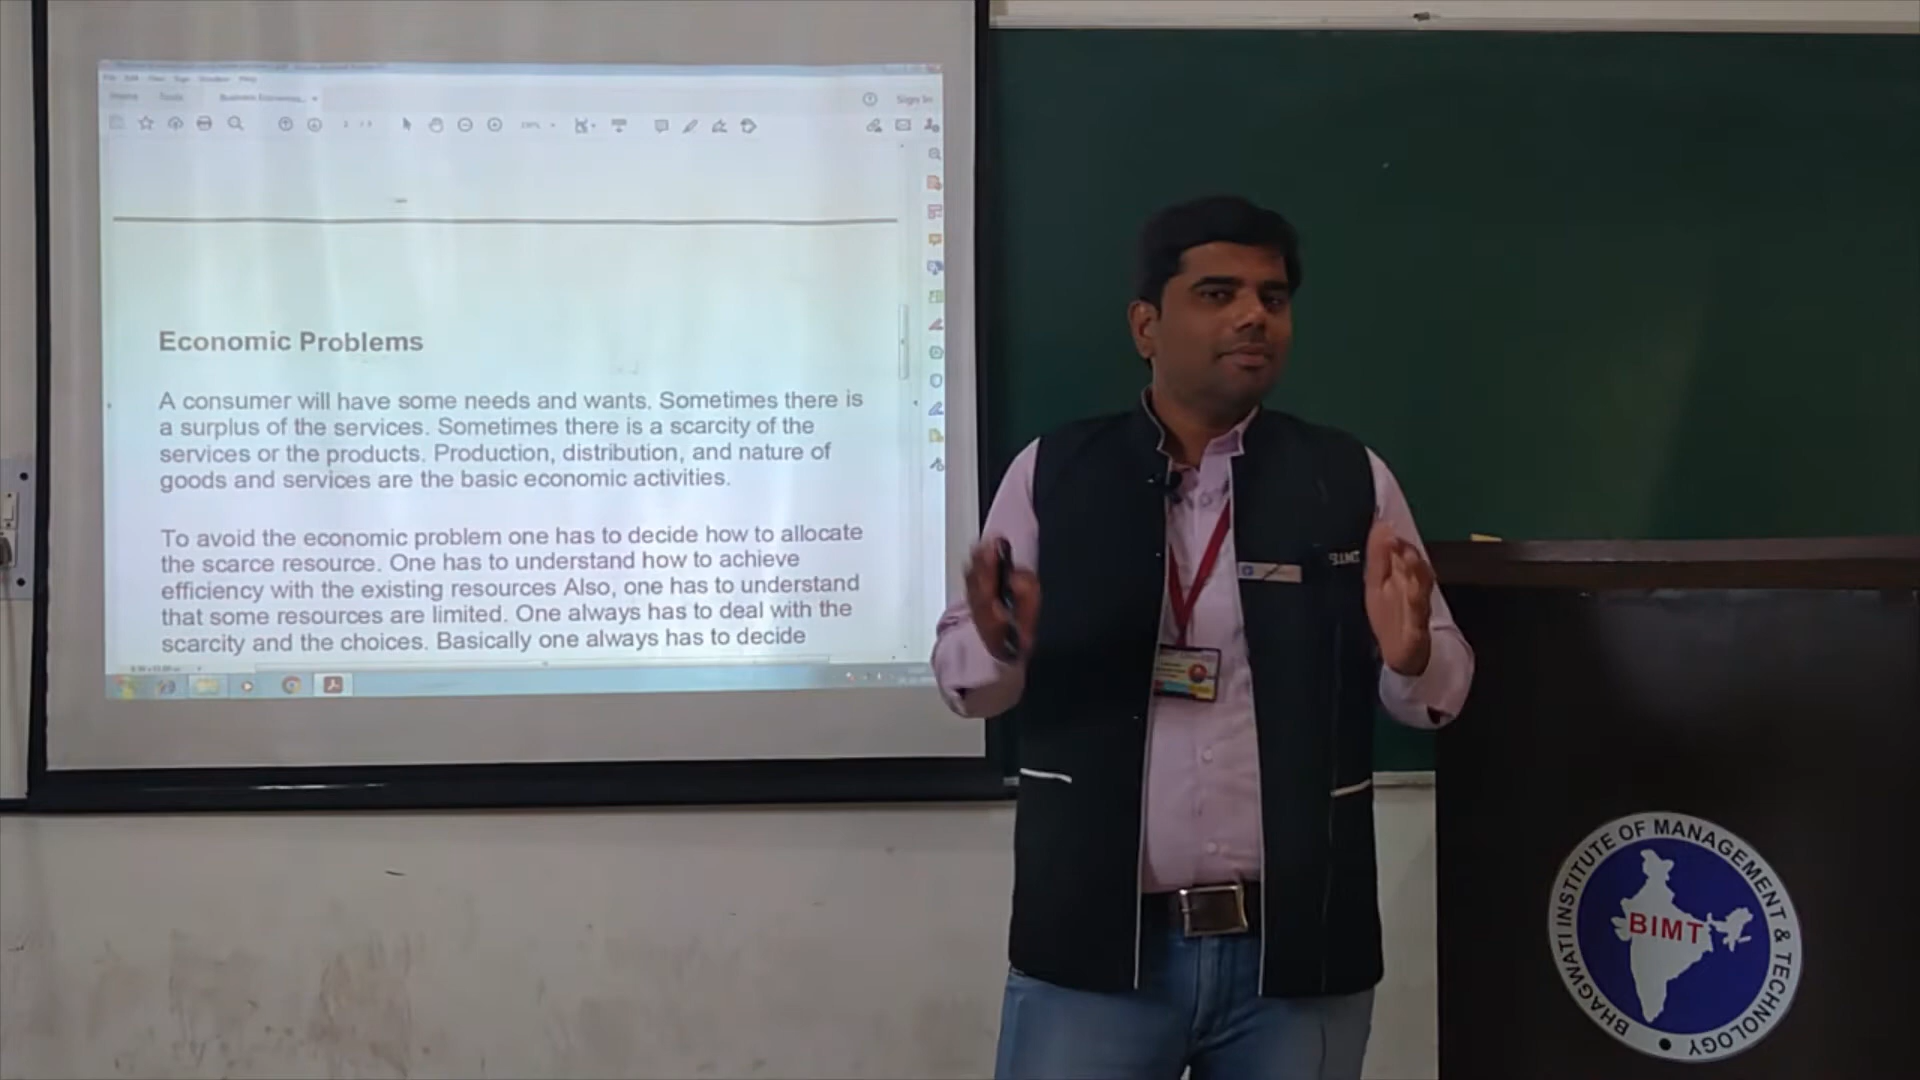 Sign In
Economic Problems
A consumer will have some needs and wants. Sometimes there is
a surplus of the services. Sometimes there is a scarcity of the
services or the products. Production, distribution, and nature of
goods and services are the basic economic activities.
To avoid the economic problem one has to decide how to allocate
the scarce resource. One has to understand how to achieve
efficiency with the existing resources Also, one has to understand
that some resources are limited. One always has to deal with the
scarcity and the choices. Basically one always has to decide
BHAGWATI INSTITUTE OF MANAGEMENT & TECHNOLOGY
BIMT